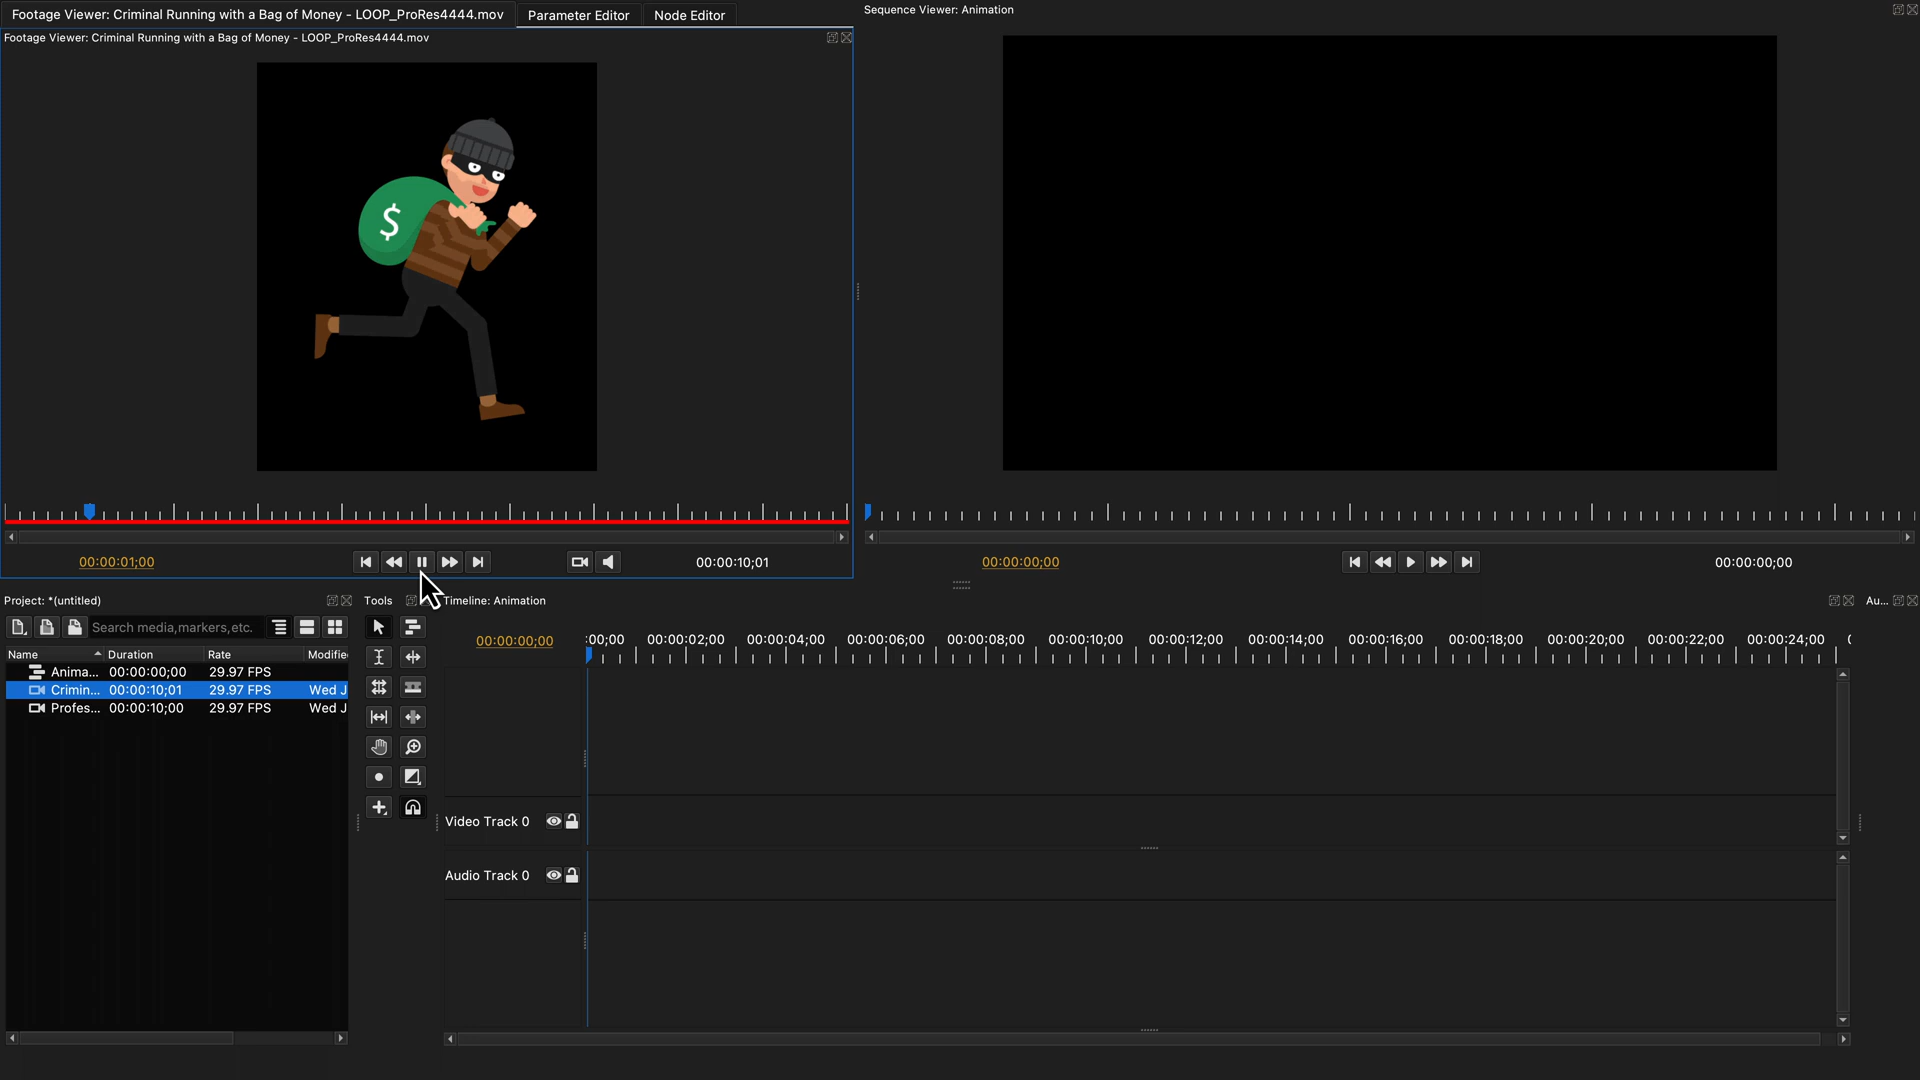 Footage Viewer: Criminal Running with a Bag of Money - LOOP_ProRes4444.mov
Parameter Editor
Node Editor
Sequence Viewer: Animation
Footage Viewer: Criminal Running with a Bag of Money - LOOP_ProRes4444.mov
$
00:00:01;00
00:00:10;01
00:00:00;00
00:00:00;00
Project: *(untitled)
Tools
Timeline: Animation
Au...
Search media,markers,etc.
00:00:00;00
:00;00 00:00:02;00 00:00:04;00 00:00:06;00 00:00:08;00 00:00:10;00 00:00:12;00 00:00:14;00 00:00:16;00 00:00:18;00 00:00:20;00 00:00:22;00 00:00:24;00
Name Duration Rate Modifie
Anima... 00:00:00;00 29.97 FPS
Crimin... 00:00:10;01 29.97 FPS Wed J
Profes... 00:00:10;00 29.97 FPS Wed J
Video Track 0
Audio Track 0